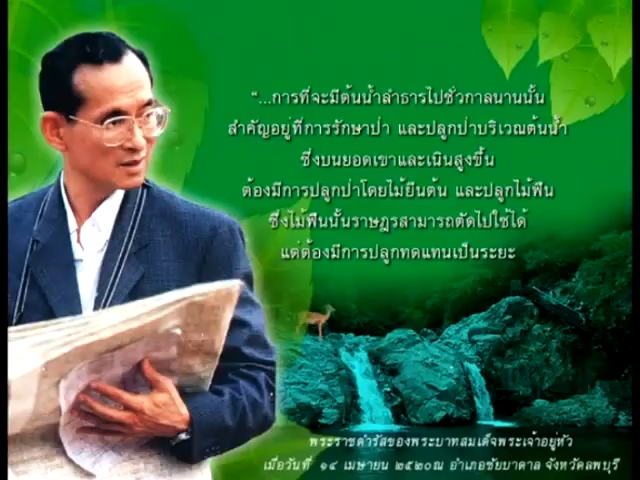 “...การที่จะมีต้นน้ำลำธารไปชั่วกาลนานนั้น
สำคัญอยู่ที่การรักษาป่า และปลูกป่าบริเวณต้นน้ำ
ซึ่งบนยอดเขาและเนินสูงขึ้น
ต้องมีการปลูกป่าโดยไม้ยืนต้น และปลูกไม้ฟืน
ซึ่งไม้ฟืนนั้นราษฎรสามารถตัดไปใช้ได้
แต่ต้องมีการปลูกทดแทนเป็นระยะ
พระราชดำรัสของพระบาทสมเด็จพระเจ้าอยู่หัว
เมื่อวันที่ ๑๔ เมษายน ๒๕๒๐ณ อำเภอชัยบาดาล จังหวัดลพบุรี